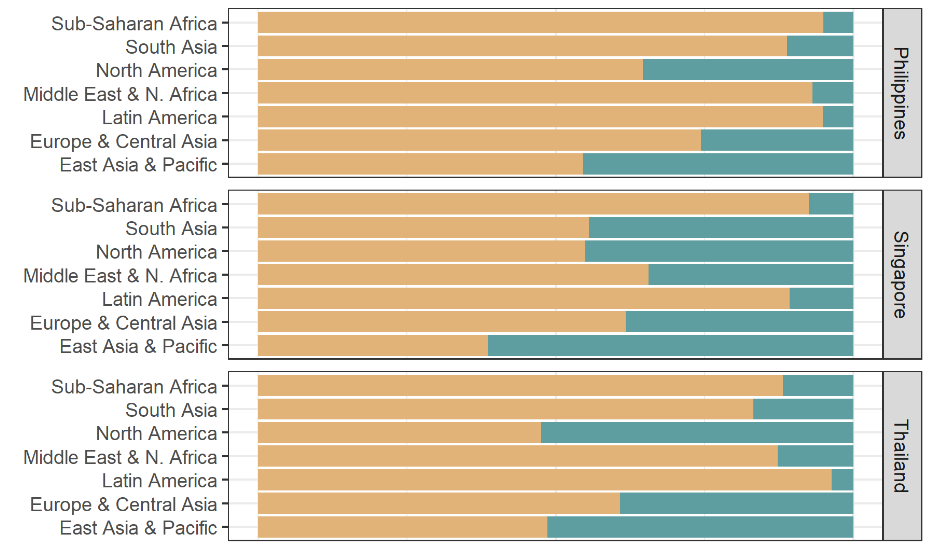 Sub-Saharan Africa
South Asia
North America
Middle East & N. Africa
Latin America
Europe & Central Asia
East Asia & Pacific
Philippines
Sub-Saharan Africa
South Asia
North America
Middle East & N. Africa
Latin America
Europe & Central Asia
East Asia & Pacific
Singapore
Sub-Saharan Africa
South Asia
North America
Middle East & N. Africa
Latin America
Europe & Central Asia
East Asia & Pacific
Thailand